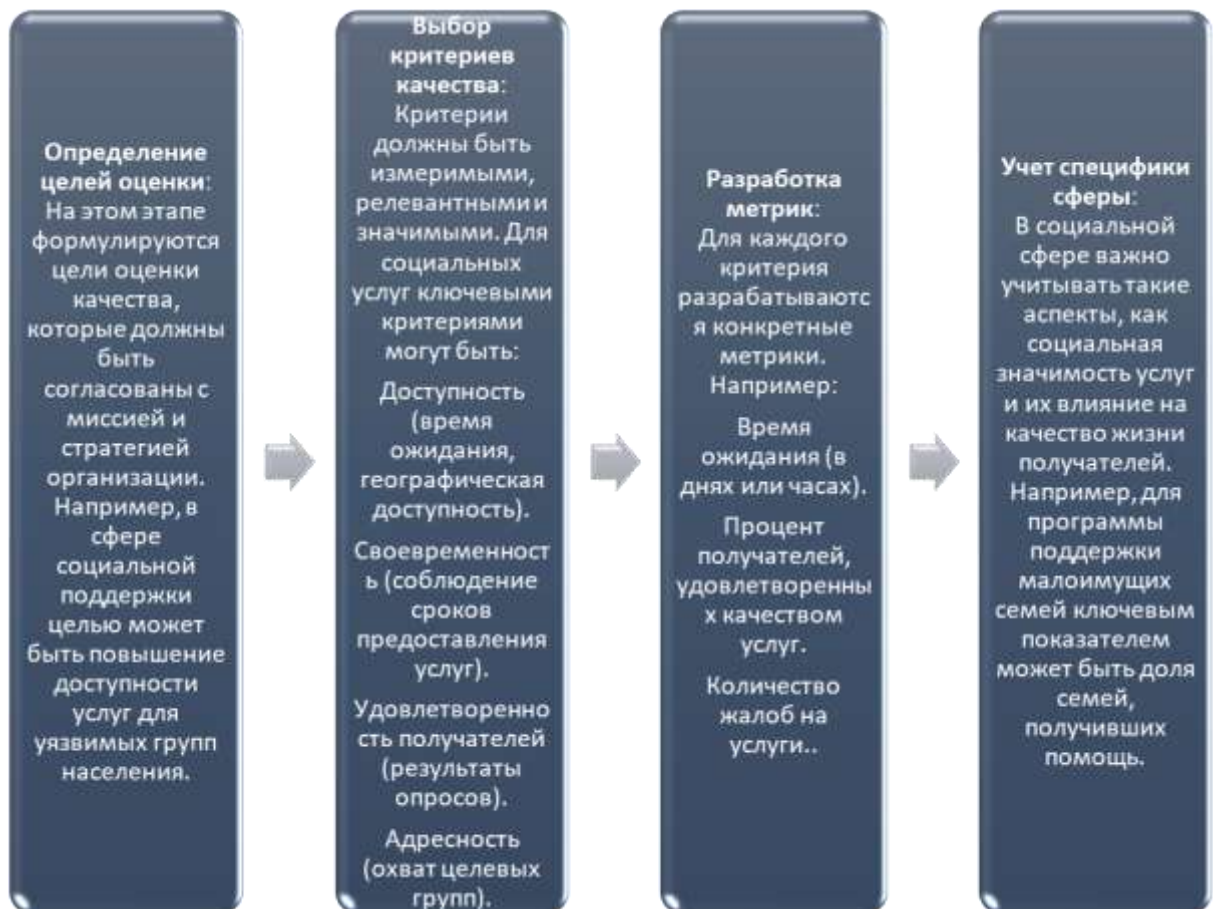 Определение
целей оценки:
На этом этапе
формулируются
цели оценки
качества,
которые должны
быть
согласованы с
миссией и
стратегией
организации.
Например, в
сфере
социальной
поддержки
целью может
быть повышение
доступности
услуг для
уязвимых групп
населения.
Выбор
критериев
качества:
Критерии
должны быть
измеримыми,
релевантными и
значимыми. Для
социальных
услуг ключевыми
критериями
могут быть:
Доступность
(время
ожидания,
географическая
доступность).
Своевременност
ь (соблюдение
сроков
предоставления
услуг).
Удовлетворенно
сть получателей
(результаты
опросов).
Адресность
(охват целевых
групп).
Разработка
метрик:
Для каждого
критерия
разрабатываютс
я конкретные
метрики.
Например:
Время
ожидания (в
днях или часах).
Процент
получателей,
удовлетворенны
х качеством
услуг.
Количество
жалоб на
услуги..
Учет специфики
сферы:
В социальной
сфере важно
учитывать такие
аспекты, как
социальная
значимость услуг
и их влияние на
качество жизни
получателей.
Например, для
программы
поддержки
малоимущих
семей ключевым
показателем
может быть доля
семей,
получивших
помощь.